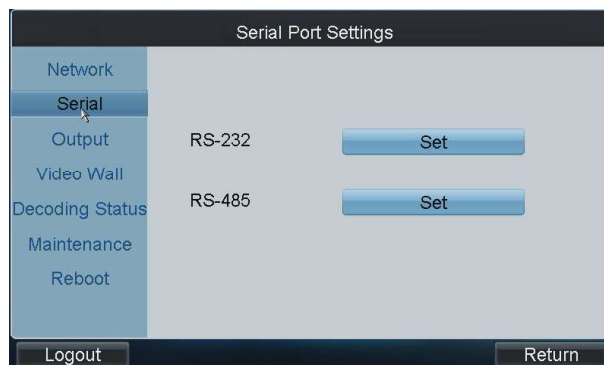 Serial Port Settings
Network
Serial
Output
Video Wall
Decoding Status
Maintenance
Reboot
RS-232 Set
RS-485 Set
Logout Return